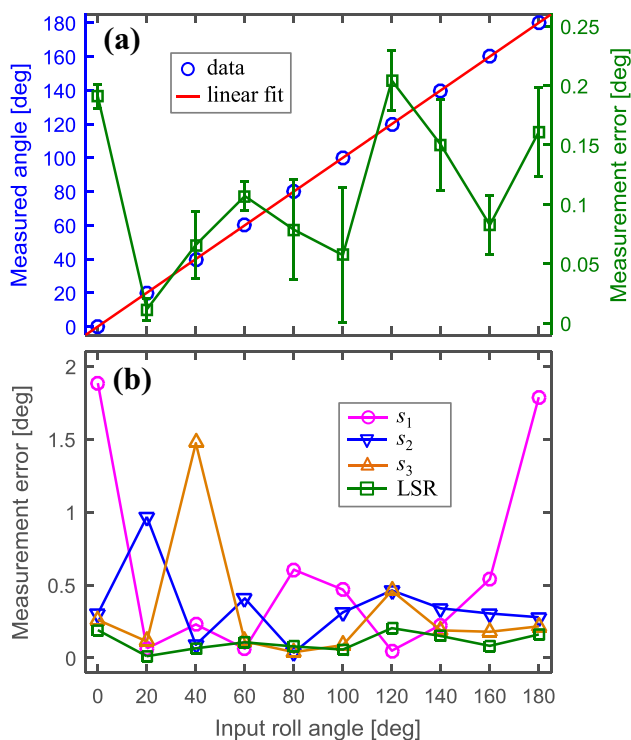 (a)
data
linear fit
Measured angle [deg]
180
160
140
120
100
80
60
40
20
0
Measurement error [deg]
0.25
0.20
0.15
0.10
0.05
0
(b)
s1
s2
s3
LSR
Measurement error [deg]
2
1.5
1
0.5
0
0 20 40 60 80 100 120 140 160 180
Input roll angle [deg]